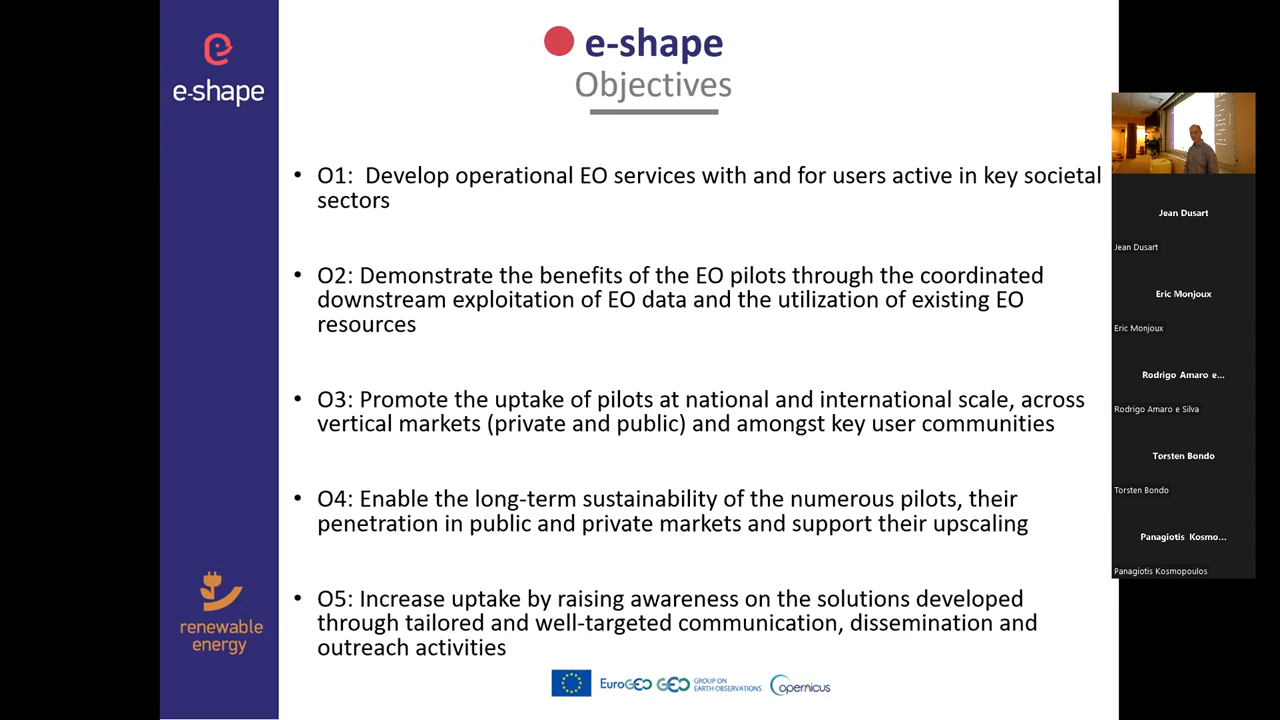 e-shape
e-shape
Objectives
• O1: Develop operational EO services with and for users active in key societal
sectors
• O2: Demonstrate the benefits of the EO pilots through the coordinated
downstream exploitation of EO data and the utilization of existing EO
resources
• O3: Promote the uptake of pilots at national and international scale, across
vertical markets (private and public) and amongst key user communities
• O4: Enable the long-term sustainability of the numerous pilots, their
penetration in public and private markets and support their upscaling
• O5: Increase uptake by raising awareness on the solutions developed
through tailored and well-targeted communication, dissemination and
outreach activities
renewable
energy
EuroGEO GEO GROUP ON
EARTH OBSERVATIONS
Copernicus
Jean Dusart
Jean Dusart
Eric Monjoux
Eric Monjoux
Rodrigo Amaro e...
Rodrigo Amaro e Silva
Torsten Bondo
Torsten Bondo
Panagiotis Kosmo...
Panagiotis Kosmopoulos